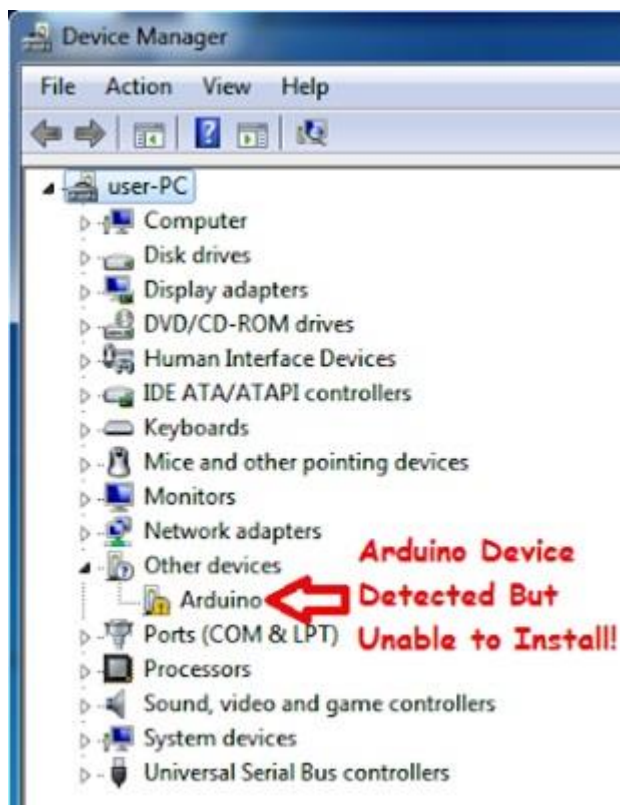 Device Manager
File Action View Help
user-PC
Computer
Disk drives
Display adapters
DVD/CD-ROM drives
Human Interface Devices
IDE ATA/ATAPI controllers
Keyboards
Mice and other pointing devices
Monitors
Network adapters
Other devices
Arduino
Ports (COM & LPT)
Processors
Sound, video and game controllers
System devices
Universal Serial Bus controllers
Arduino Device
Detected But
Unable to Install!